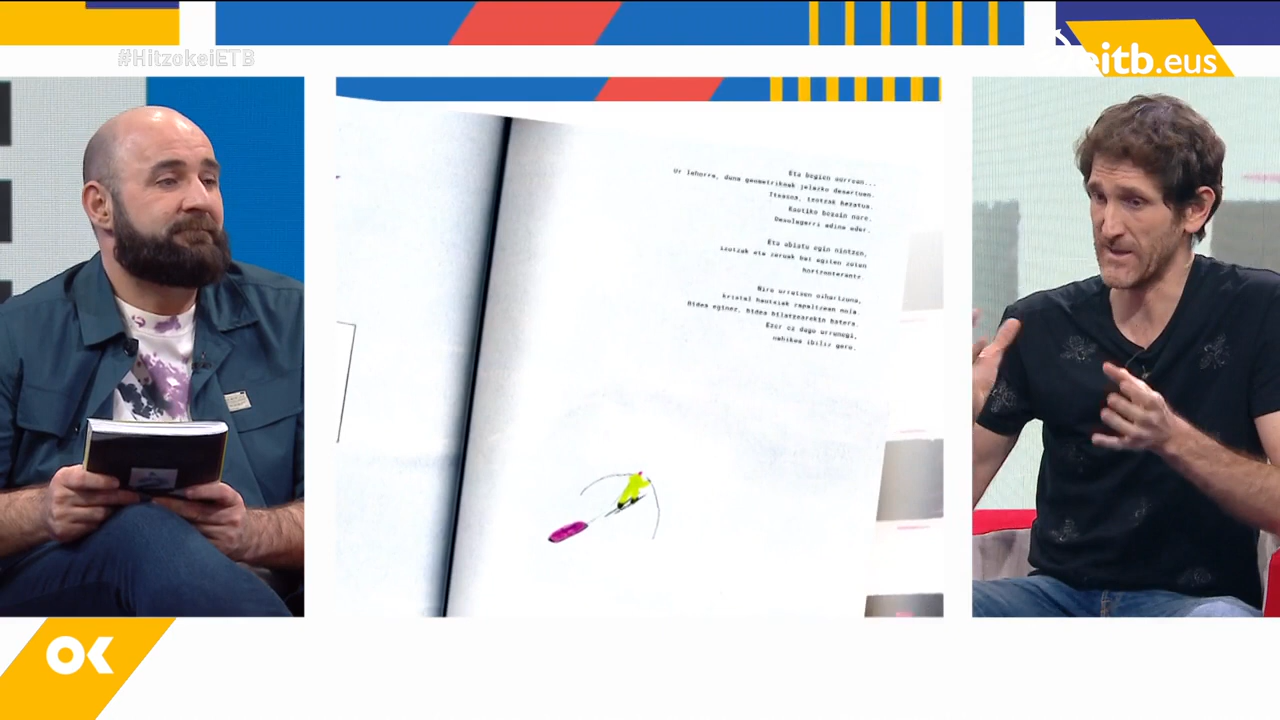 #HitzokeiETB
eitb.eus
Eta begien aurrean...
Ur lehorra, duna geometrikoak jelazko desertuan.
Itsasoa, izotzak hezatua.
Kaotiko bezain nare.
Desolagarri adina eder.
Eta abiatu egin nintzen,
izotzak eta zeruak bat egiten zuten
horizonterantz.
Nire urratsen oihartzuna,
kristal hautsiak zapaltzean nola.
Bidea eginez, bidea bilatzearekin batera.
Ezer ez dago urrunegi,
nahikoa ibiliz gero.
OK